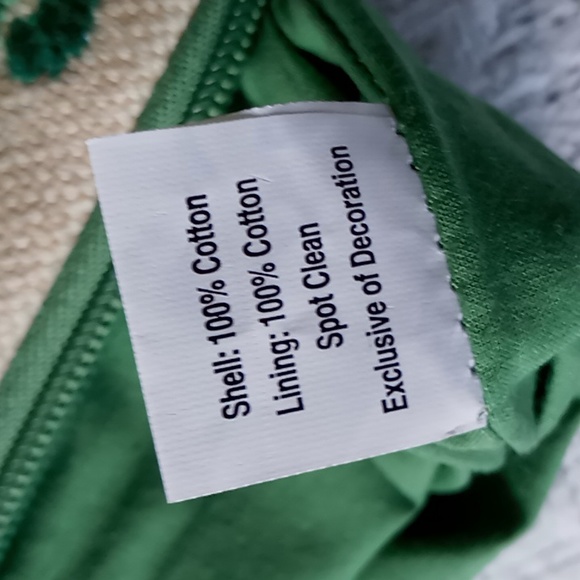 Shell: 100% Cotton
Lining: 100% Cotton
Spot Clean
Exclusive of Decoration